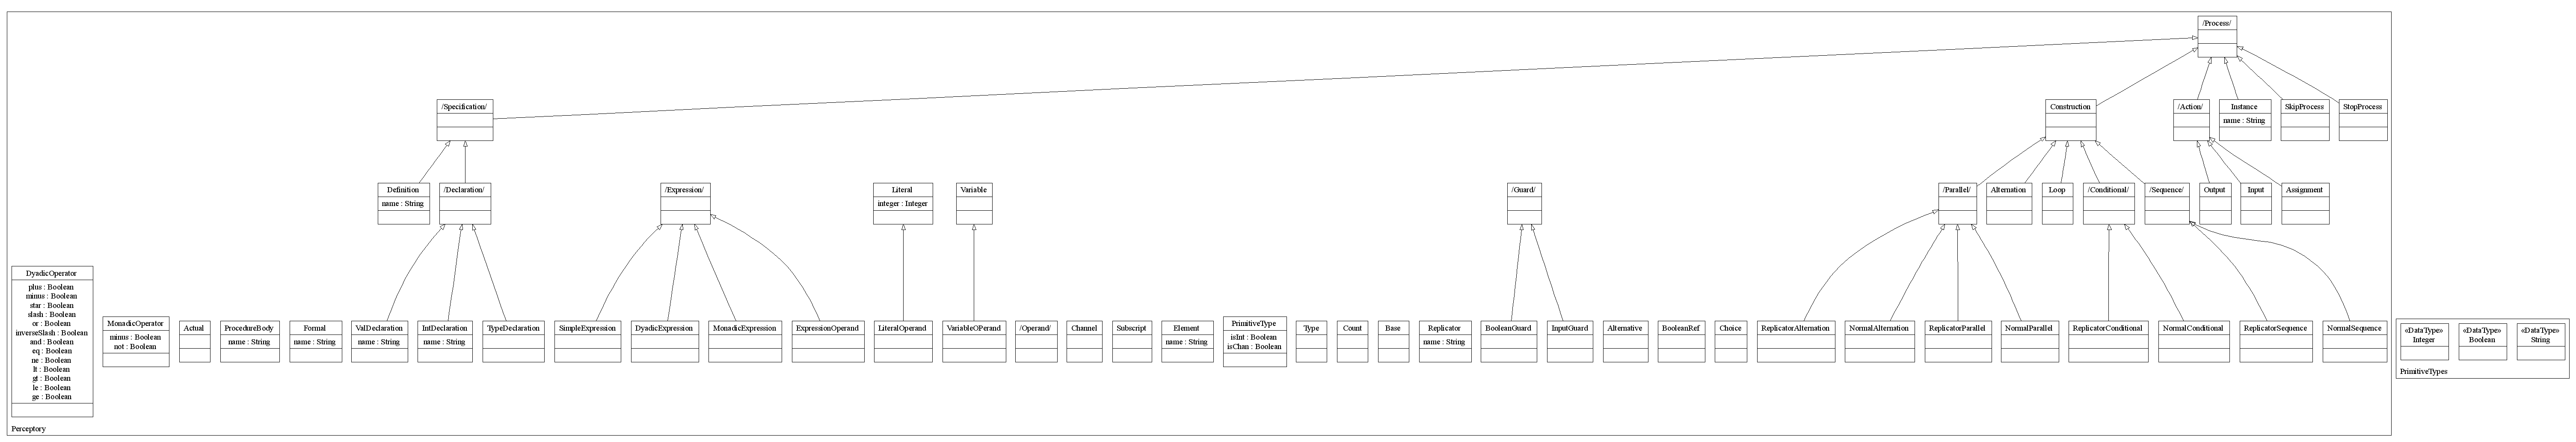 /Process/
/Specification/
Construction
/Action/
Instance
name : String
SkipProcess
StopProcess
Definition
name : String
/Declaration/
/Expression/
Literal
integer : Integer
Variable
/Guard/
/Parallel/
Alternation
Loop
/Conditional/
/Sequence/
Output
Input
Assignment
DyadicOperator
plus : Boolean
minus : Boolean
star : Boolean
slash : Boolean
or : Boolean
inverseSlash : Boolean
and : Boolean
eq : Boolean
ne : Boolean
lt : Boolean
gt : Boolean
le : Boolean
ge : Boolean
MonadicOperator
minus : Boolean
not : Boolean
Actual
ProcedureBody
name : String
Formal
name : String
ValDeclaration
name : String
IntDeclaration
name : String
TypeDeclaration
SimpleExpression
DyadicExpression
MonadicExpression
ExpressionOperand
LiteralOperand
VariableOPerand
/Operand/
Channel
Subscript
Element
name : String
PrimitiveType
isInt : Boolean
isChan : Boolean
Type
Count
Base
Replicator
name : String
BooleanGuard
InputGuard
Alternative
BooleanRef
Choice
ReplicatorAlternation
NormalAlternation
ReplicatorParallel
NormalParallel
ReplicatorConditional
NormalConditional
ReplicatorSequence
NormalSequence
Perceptory
«DataType»
Integer
«DataType»
Boolean
«DataType»
String
PrimitiveTypes